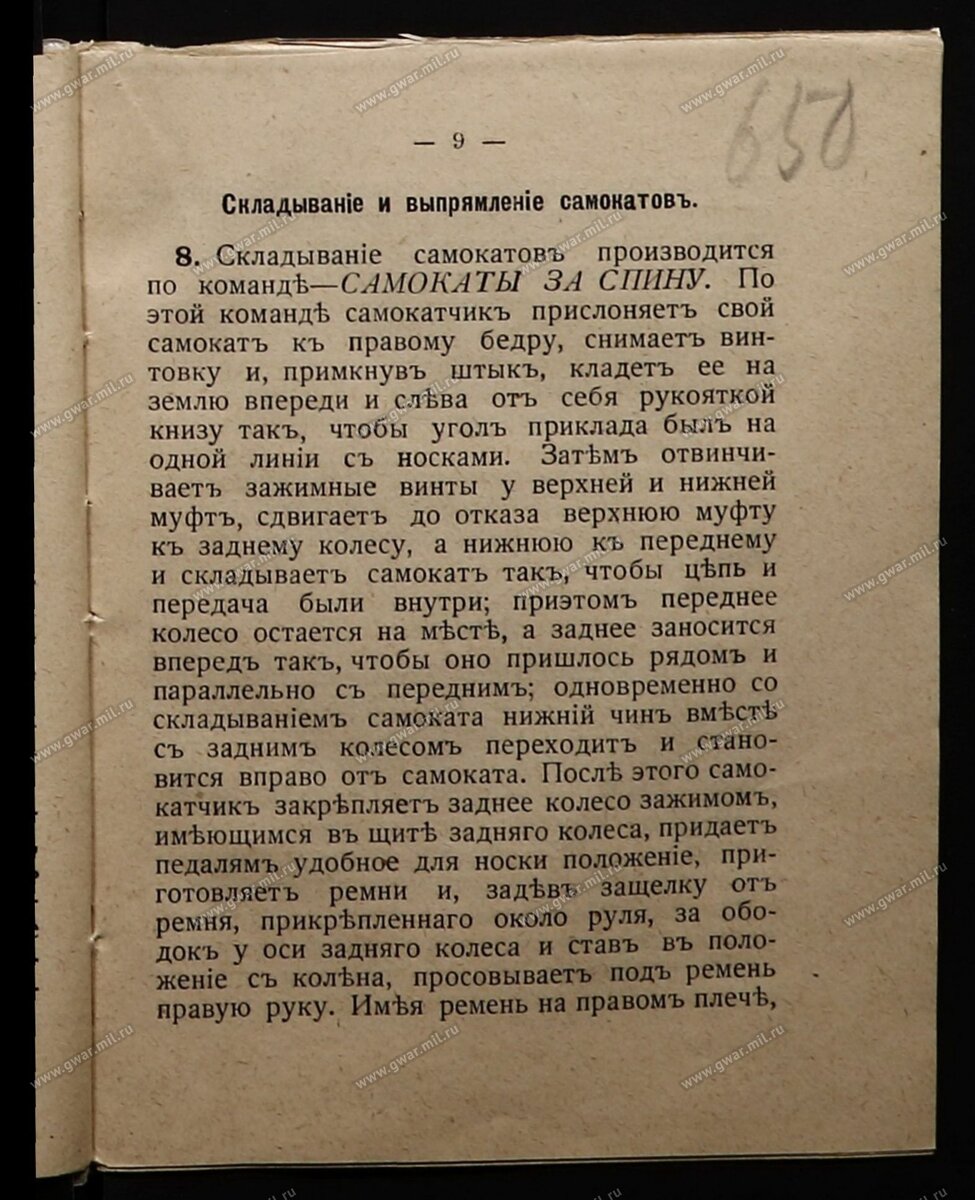 — 9 —
650
Складываніе и выпрямленіе самокатовъ.
8. Складываніе самокатовъ производится
по командѣ—САМОКАТЫ ЗА СПИНУ. По
этой командѣ самокатчикъ прислоняетъ свой
самокатъ къ правому бедру, снимаетъ вин-
товку и, примкнувъ штыкъ, кладетъ ее на
землю впереди и слѣва отъ себя рукояткой
книзу такъ, чтобы уголъ приклада былъ на
одной линіи съ носками. Затѣмъ отвинчи-
ваетъ зажимные винты у верхней и нижней
муфтъ, сдвигаетъ до отказа верхнюю муфту
къ заднему колесу, а нижнюю къ переднему
и складываетъ самокатъ такъ, чтобы цѣпь и
передача были внутри; приэтомъ переднее
колесо остается на мѣстѣ, а заднее заносится
впередъ такъ, чтобы оно пришлось рядомъ и
параллельно съ переднимъ; одновременно со
складываніемъ самоката нижній чинъ вмѣстѣ
съ заднимъ колесомъ переходитъ и стано-
вится вправо отъ самоката. Послѣ этого само-
катчикъ закрѣпляетъ заднее колесо зажимомъ,
имѣющимся въ щитѣ задняго колеса, придаетъ
педалямъ удобное для носки положеніе, при-
готовляетъ ремни и, задѣвъ защелку отъ
ремня, прикрѣпленнаго около руля, за обо-
докъ у оси задняго колеса и ставъ въ поло-
женіе съ колѣна, просовываетъ подъ ремень
правую руку. Имѣя ремень на правомъ плечѣ,
www.gwar.mil.ru